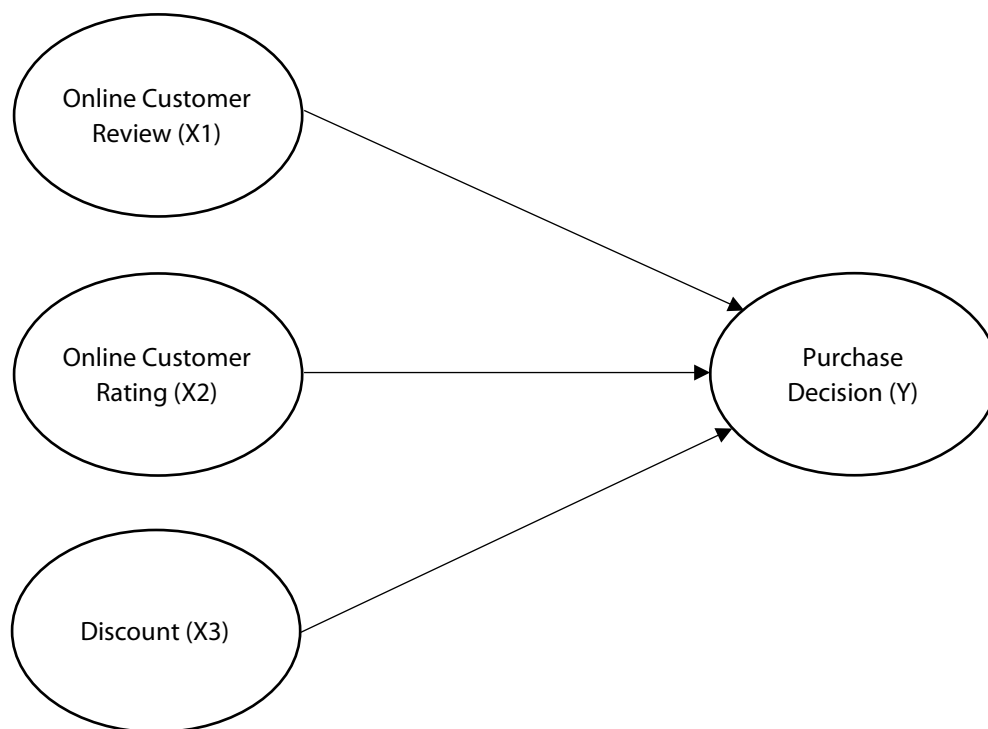 Online Customer
Review (X1)
Online Customer
Rating (X2)
Purchase
Decision (Y)
Discount (X3)